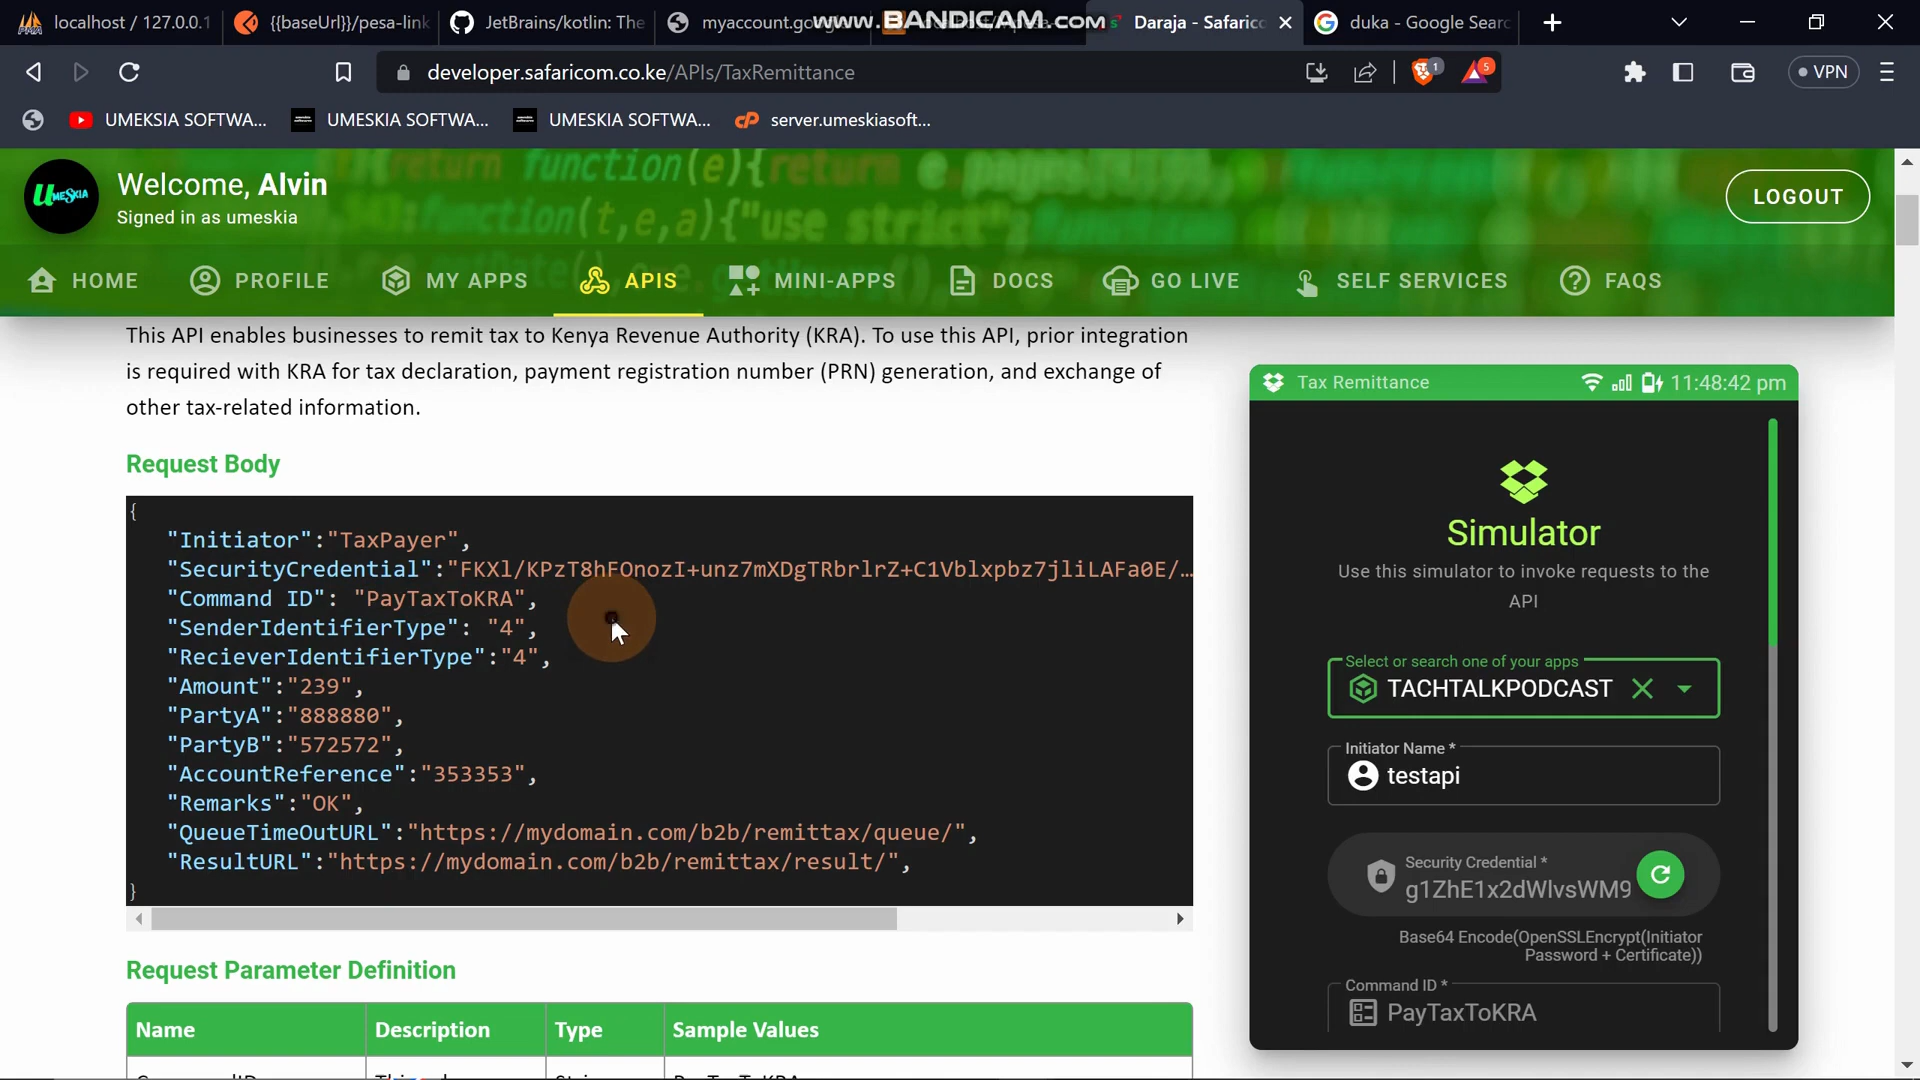 localhost / 127.0.0.1
{{baseUrl}}/pesa-link
JetBrains/kotlin: The
myaccount.goog
www.BANDICAM.com
Daraja - Safaric
duka - Google Searc
developer.safaricom.co.ke/APIs/TaxRemittance
1
5
VPN
UMEKSIA SOFTWA...
UMESKIA SOFTWA...
UMESKIA SOFTWA...
server.umeskiasoft...
UMESKIA
Welcome, Alvin
Signed in as umeskia
LOGOUT
HOME
PROFILE
MY APPS
APIS
MINI-APPS
DOCS
GO LIVE
SELF SERVICES
FAQS
This API enables businesses to remit tax to Kenya Revenue Authority (KRA). To use this API, prior integration
is required with KRA for tax declaration, payment registration number (PRN) generation, and exchange of
other tax-related information.
Request Body
{
"Initiator":"TaxPayer",
"SecurityCredential":"FKXl/KPzT8hFOnozI+unz7mXDgTRbrlrZ+C1Vblxpbz7jliLAFa0E/…
"Command ID": "PayTaxToKRA",
"SenderIdentifierType": "4",
"RecieverIdentifierType":"4",
"Amount":"239",
"PartyA":"888880",
"PartyB":"572572",
"AccountReference":"353353",
"Remarks":"OK",
"QueueTimeOutURL":"https://mydomain.com/b2b/remittax/queue/",
"ResultURL":"https://mydomain.com/b2b/remittax/result/",
}
Request Parameter Definition
Name Description Type Sample Values
Tax Remittance 11:48:42 pm
Simulator
Use this simulator to invoke requests to the
API
Select or search one of your apps
TACHTALKPODCAST
Initiator Name *
testapi
Security Credential *
g1ZhE1x2dWlvsWM9
Base64 Encode(OpenSSLEncrypt(Initiator
Password + Certificate))
Command ID *
PayTaxToKRA